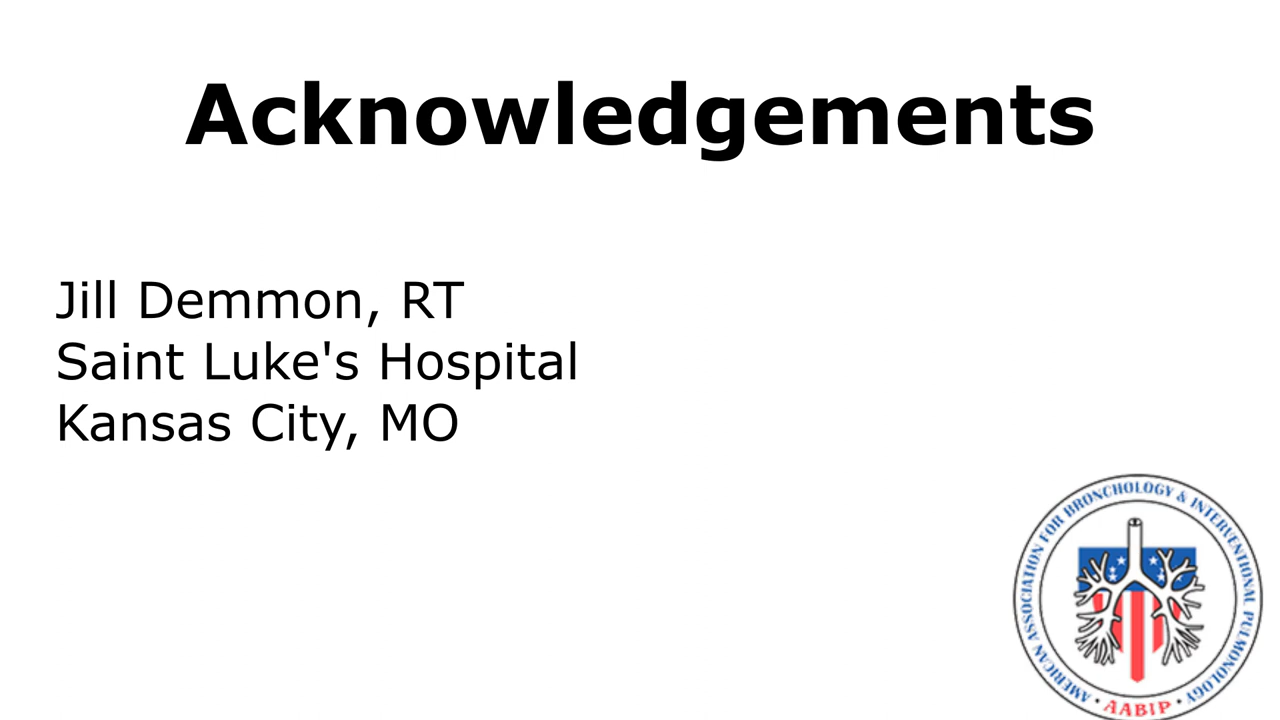 Acknowledgements
Jill Demmon, RT
Saint Luke's Hospital
Kansas City, MO
AMERICAN ASSOCIATION FOR BRONCHOLOGY & INTERVENTIONAL PULMONOLOGY
• AABIP •